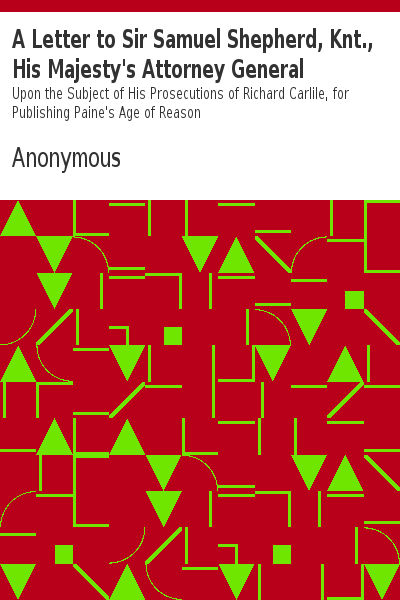 A Letter to Sir Samuel Shepherd, Knt.,
His Majesty's Attorney General
Upon the Subject of His Prosecutions of Richard Carlile, for
Publishing Paine's Age of Reason
Anonymous